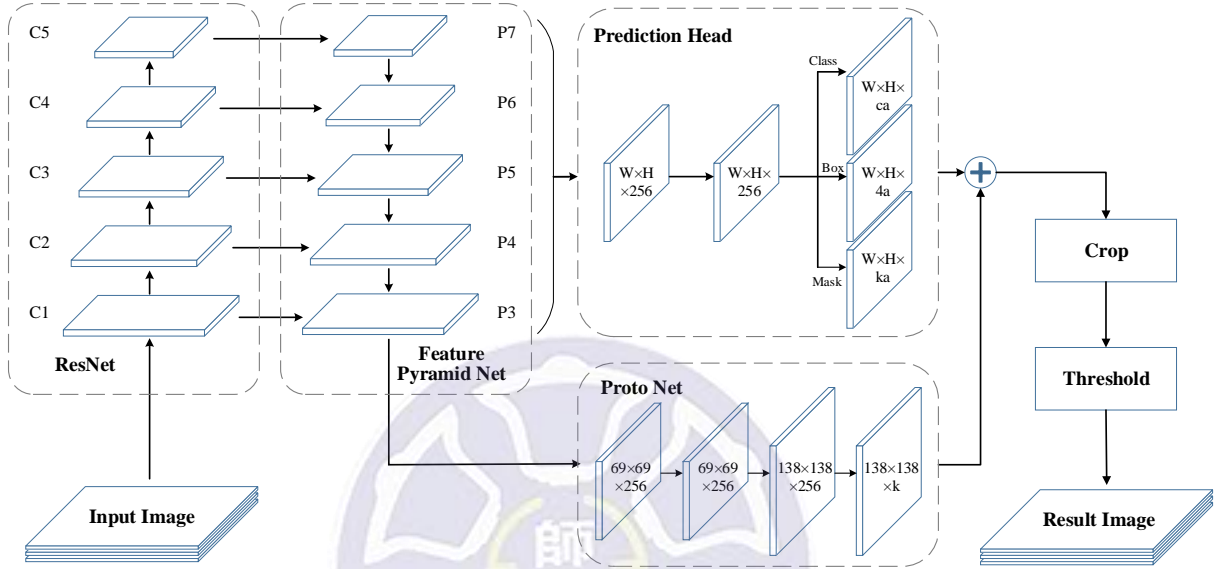 C5
C4
C3
C2
C1
ResNet
Input Image
P7
P6
P5
P4
P3
Feature
Pyramid Net
Prediction Head
W×H
×256
W×H×
256
Class
Box
Mask
W×H×
ca
W×H×
4a
W×H×
ka
Proto Net
69×69
×256
69×69
×256
138×138
×256
138×138
×k
+
Crop
Threshold
Result Image
師